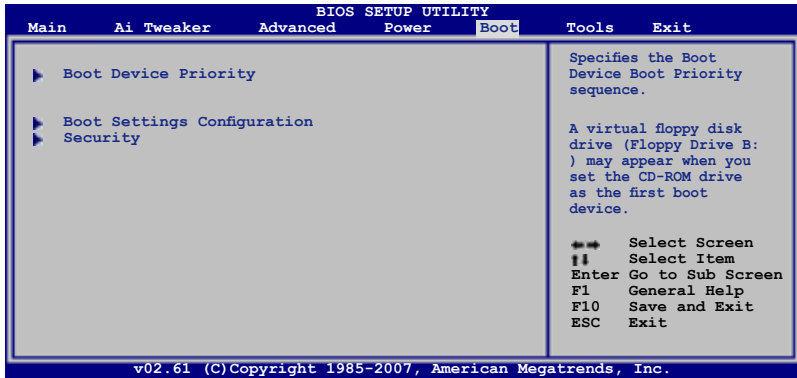 BIOS SETUP UTILITY
Main Ai Tweaker Advanced Power Boot Tools Exit
Boot Device Priority
Boot Settings Configuration
Security
Specifies the Boot
Device Boot Priority
sequence.
A virtual floppy disk
drive (Floppy Drive B:
) may appear when you
set the CD-ROM drive
as the first boot
device.
Select Screen
Select Item
Enter Go to Sub Screen
F1 General Help
F10 Save and Exit
ESC Exit
v02.61 (C)Copyright 1985-2007, American Megatrends, Inc.